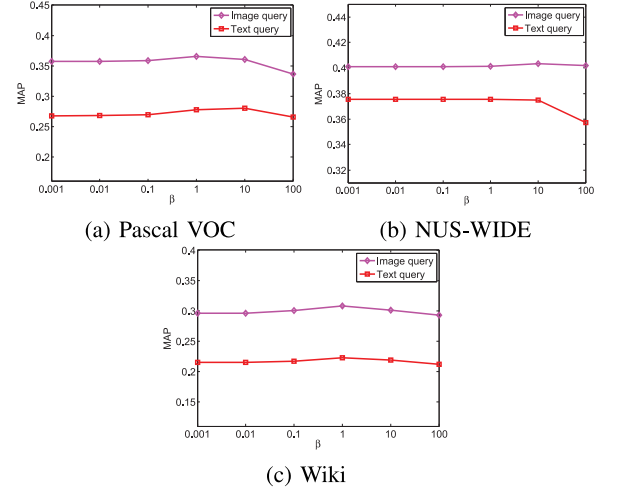 0.45
0.4
0.35
0.3
0.25
0.2
MAP
0.001 0.01 0.1 1 10 100
β
Image query
Text query
(a) Pascal VOC
0.44
0.42
0.4
0.38
0.36
0.34
0.32
MAP
0.001 0.01 0.1 1 10 100
β
Image query
Text query
(b) NUS-WIDE
0.4
0.35
0.3
0.25
0.2
0.15
MAP
0.001 0.01 0.1 1 10 100
β
Image query
Text query
(c) Wiki